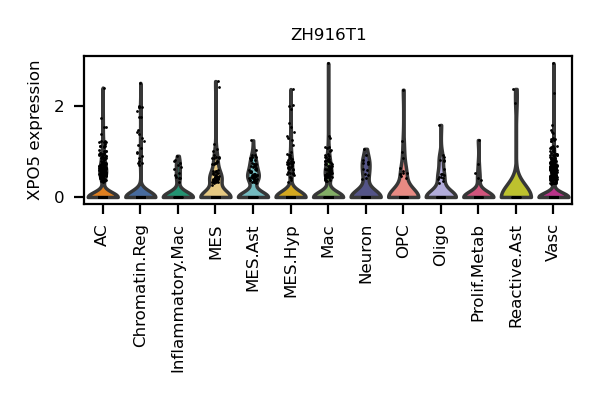 ZH916T1
XPO5 expression
2
0
AC
Chromatin.Reg
Inflammatory.Mac
MES
MES.Ast
MES.Hyp
Mac
Neuron
OPC
Oligo
Prolif.Metab
Reactive.Ast
Vasc